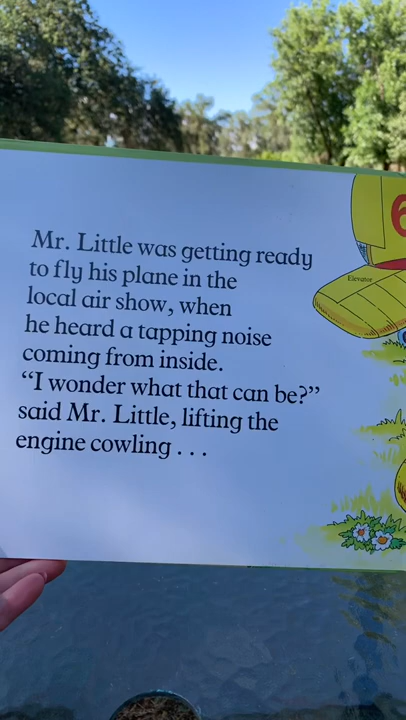 Mr. Little was getting ready
to fly his plane in the
local air show, when
he heard a tapping noise
coming from inside.
“I wonder what that can be?”
said Mr. Little, lifting the
engine cowling . . .
Elevator
6